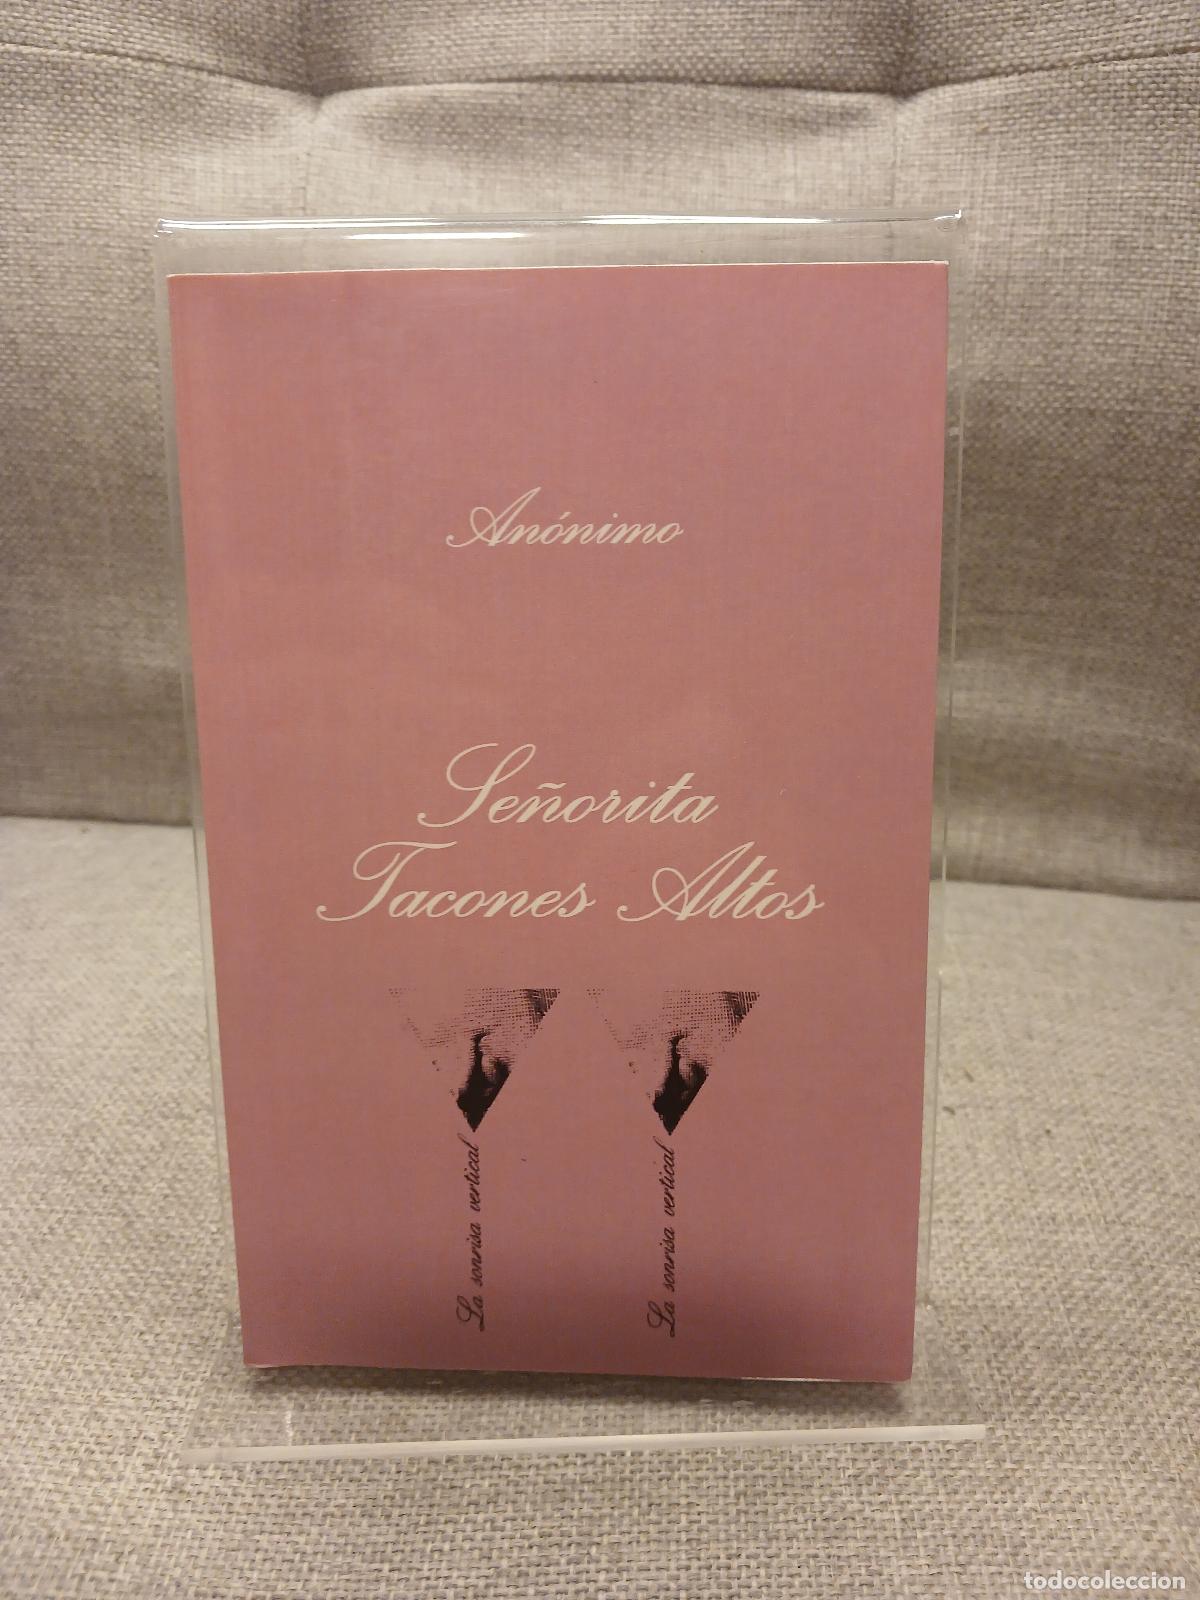 Anónimo
Señorita
Tacones Altos
La sonrisa vertical
La sonrisa vertical
todocoleccion